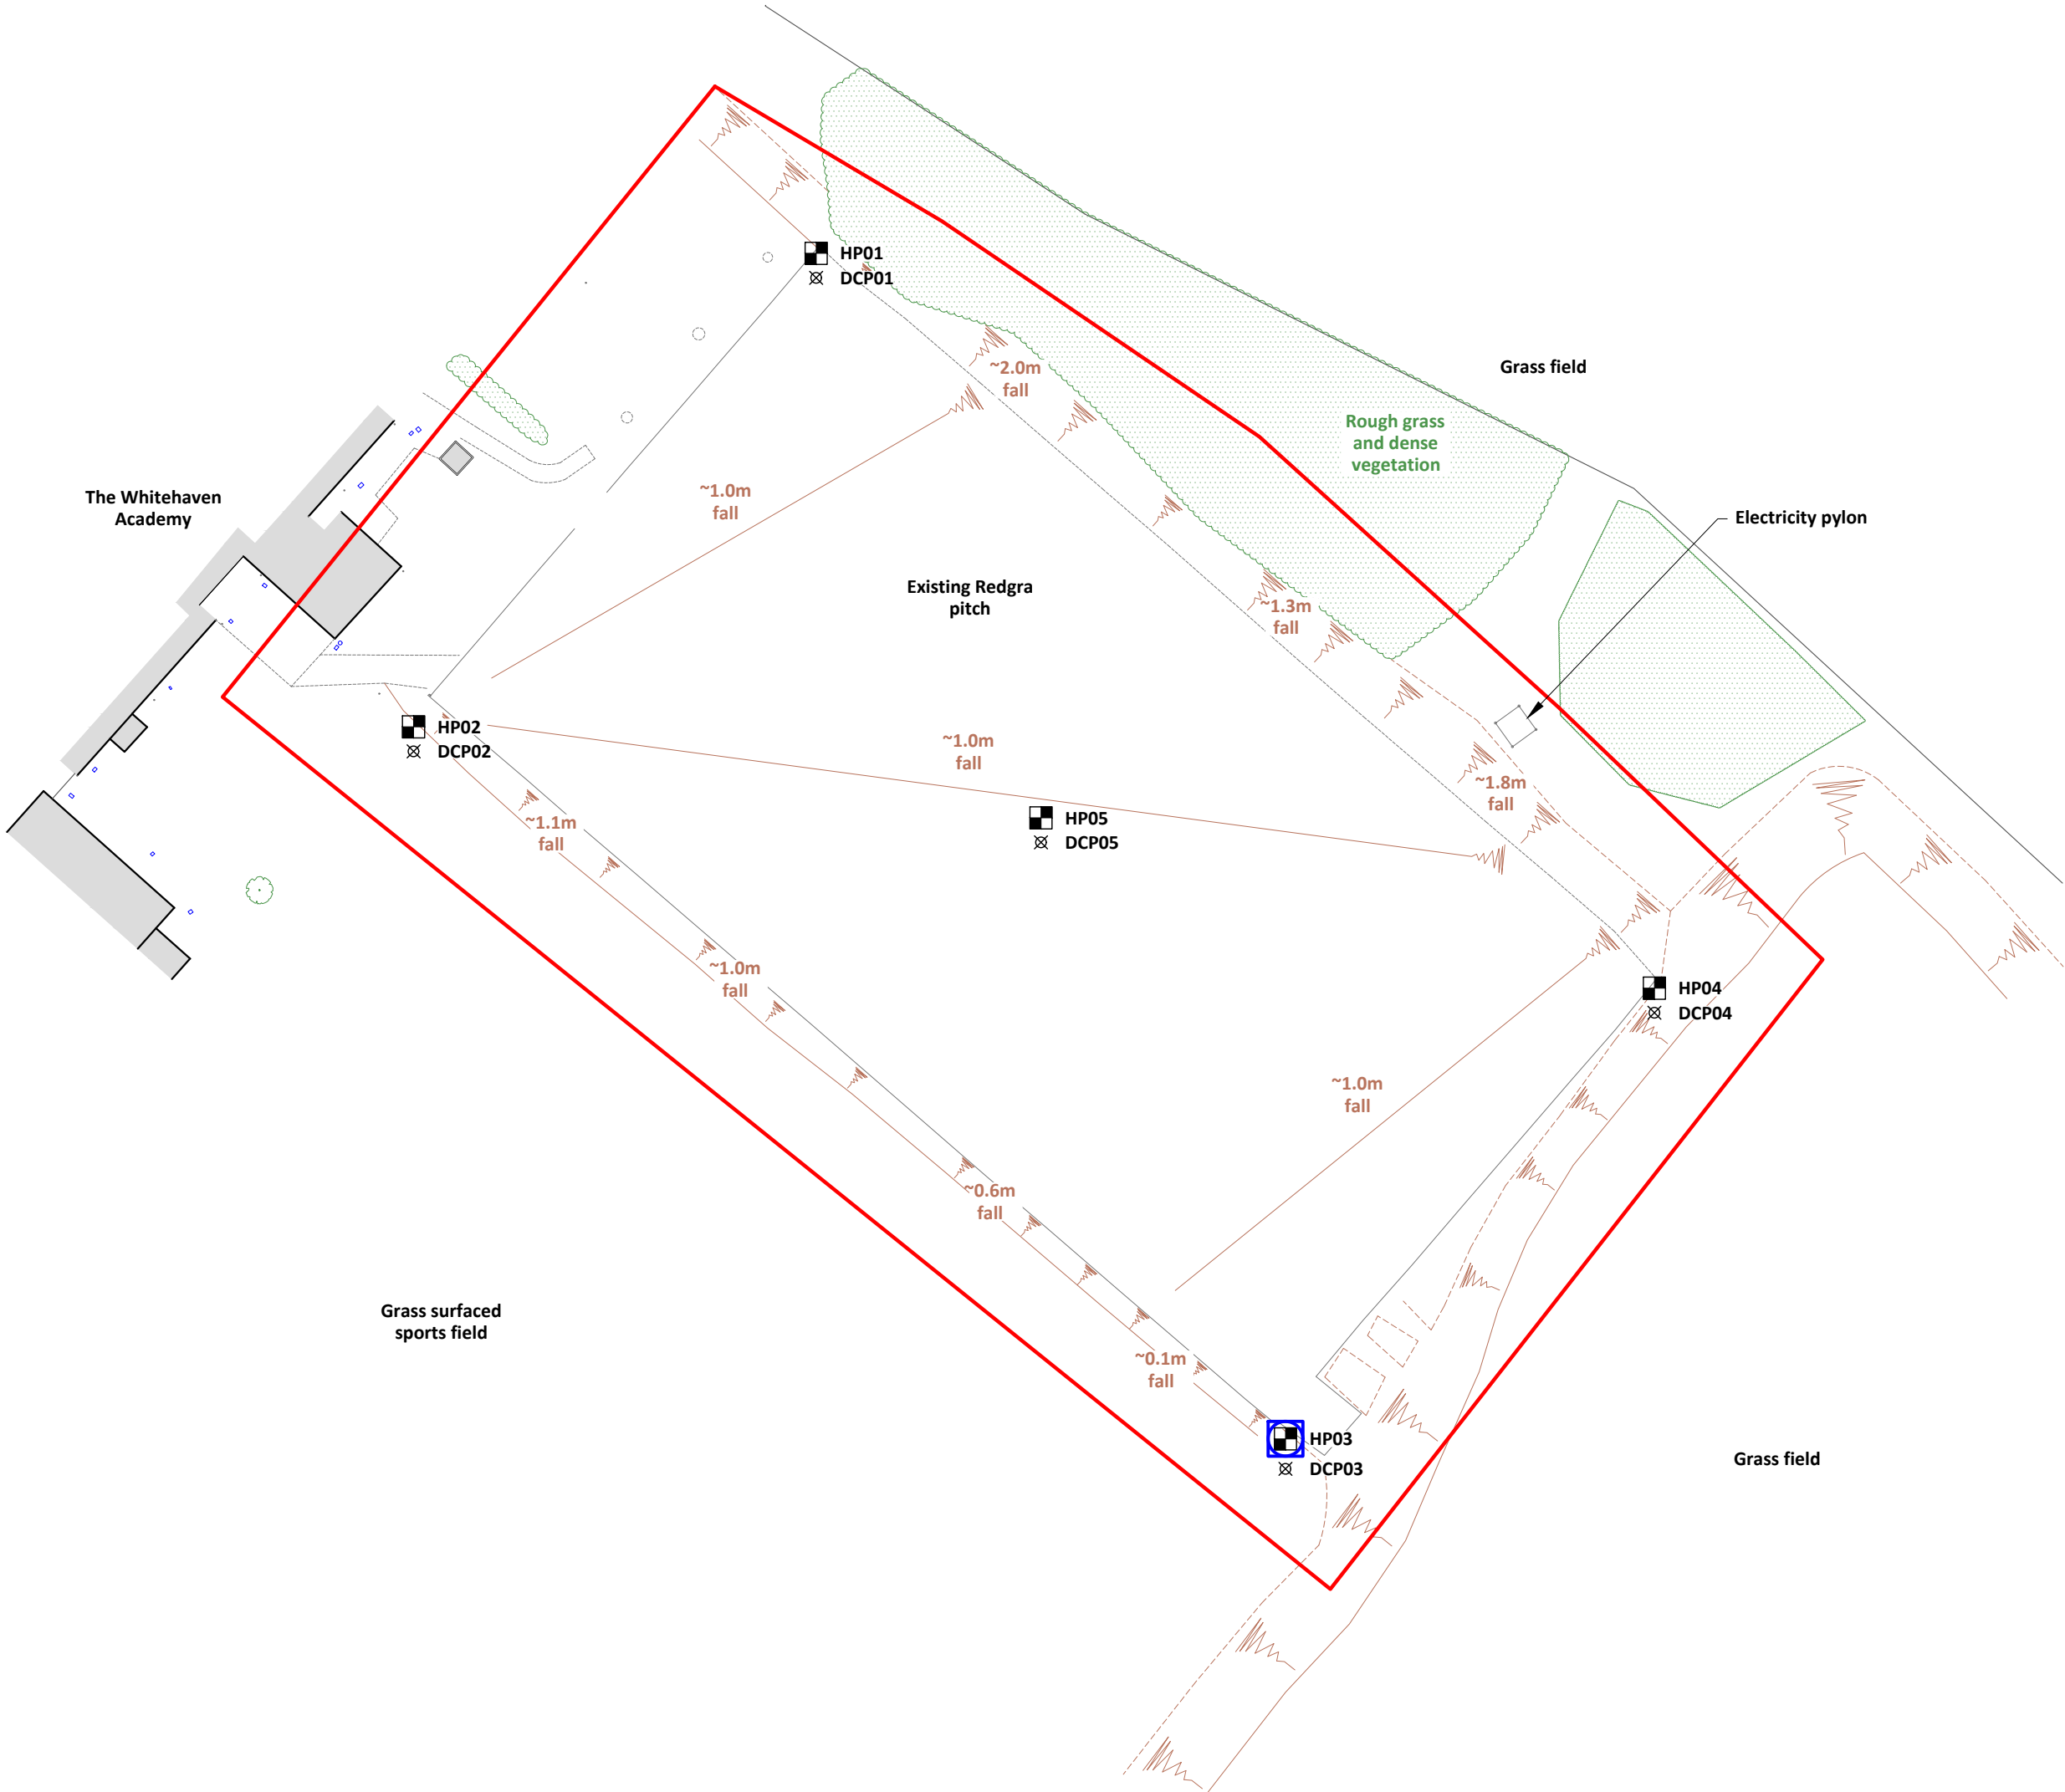 HP01
DCP01
Grass field
~2.0m
fall
Rough grass
and dense
vegetation
The Whitehaven
Academy
~1.0m
fall
Electricity pylon
Existing Redgra
pitch
~1.3m
fall
HP02
DCP02
~1.0m
fall
~1.8m
fall
~1.1m
fall
HP05
DCP05
~1.0m
fall
HP04
DCP04
~1.0m
fall
~0.6m
fall
Grass surfaced
sports field
~0.1m
fall
HP03
DCP03
Grass field